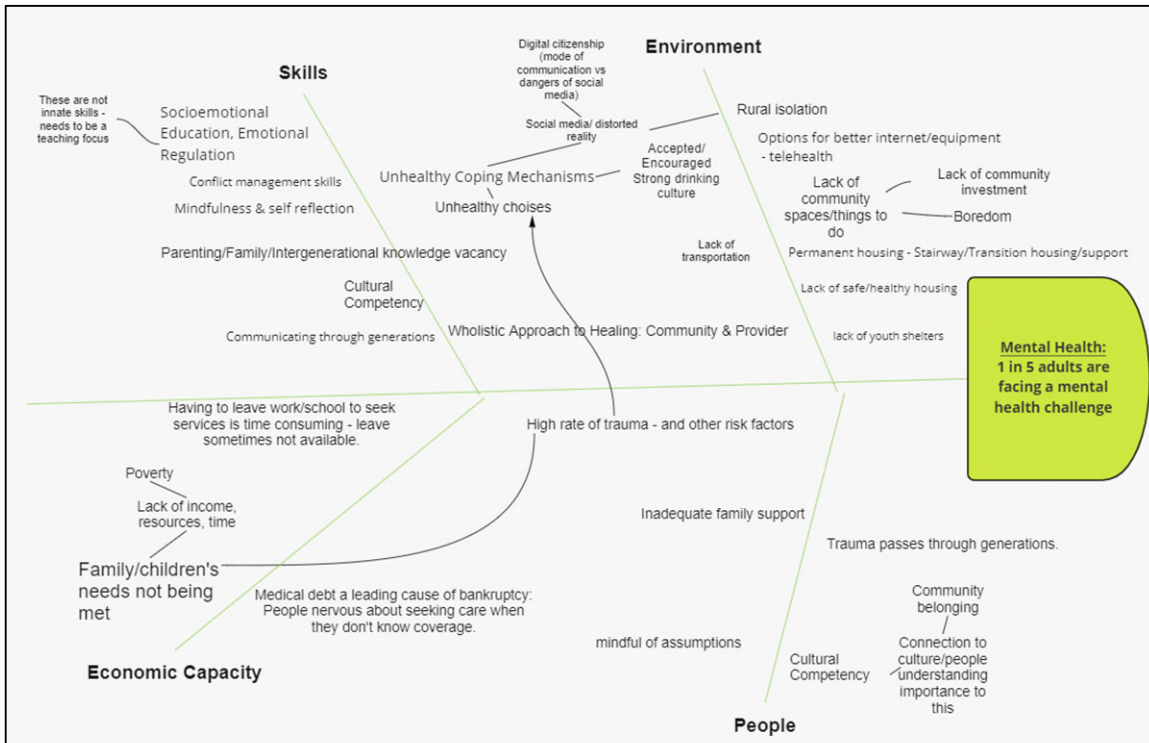 Skills
These are not
innate skills -
needs to be a
teaching focus
Socioemotional
Education, Emotional
Regulation
Conflict management skills
Mindfulness & self reflection
Parenting/Family/Intergenerational knowledge vacancy
Cultural
Competency
Communicating through generations
Environment
Digital citizenship
(mode of
communication vs
dangers of social
media)
Social media/ distorted
reality
Unhealthy Coping Mechanisms
Unhealthy choises
Accepted/
Encouraged
Strong drinking
culture
Lack of
transportation
Wholistic Approach to Healing: Community & Provider
Rural isolation
Options for better internet/equipment
- telehealth
Lack of
community
spaces/things to
do
Lack of community
investment
Boredom
Permanent housing - Stairway/Transition housing/support
Lack of safe/healthy housing
lack of youth shelters
Mental Health:
1 in 5 adults are
facing a mental
health challenge
Having to leave work/school to seek
services is time consuming - leave
sometimes not available.
Poverty
Lack of income,
resources, time
Family/children's
needs not being
met
Medical debt a leading cause of bankruptcy:
People nervous about seeking care when
they don't know coverage.
Economic Capacity
High rate of trauma - and other risk factors
Inadequate family support
Trauma passes through generations.
mindful of assumptions
Community
belonging
Cultural
Competency
Connection to
culture/people
understanding
importance to
this
People